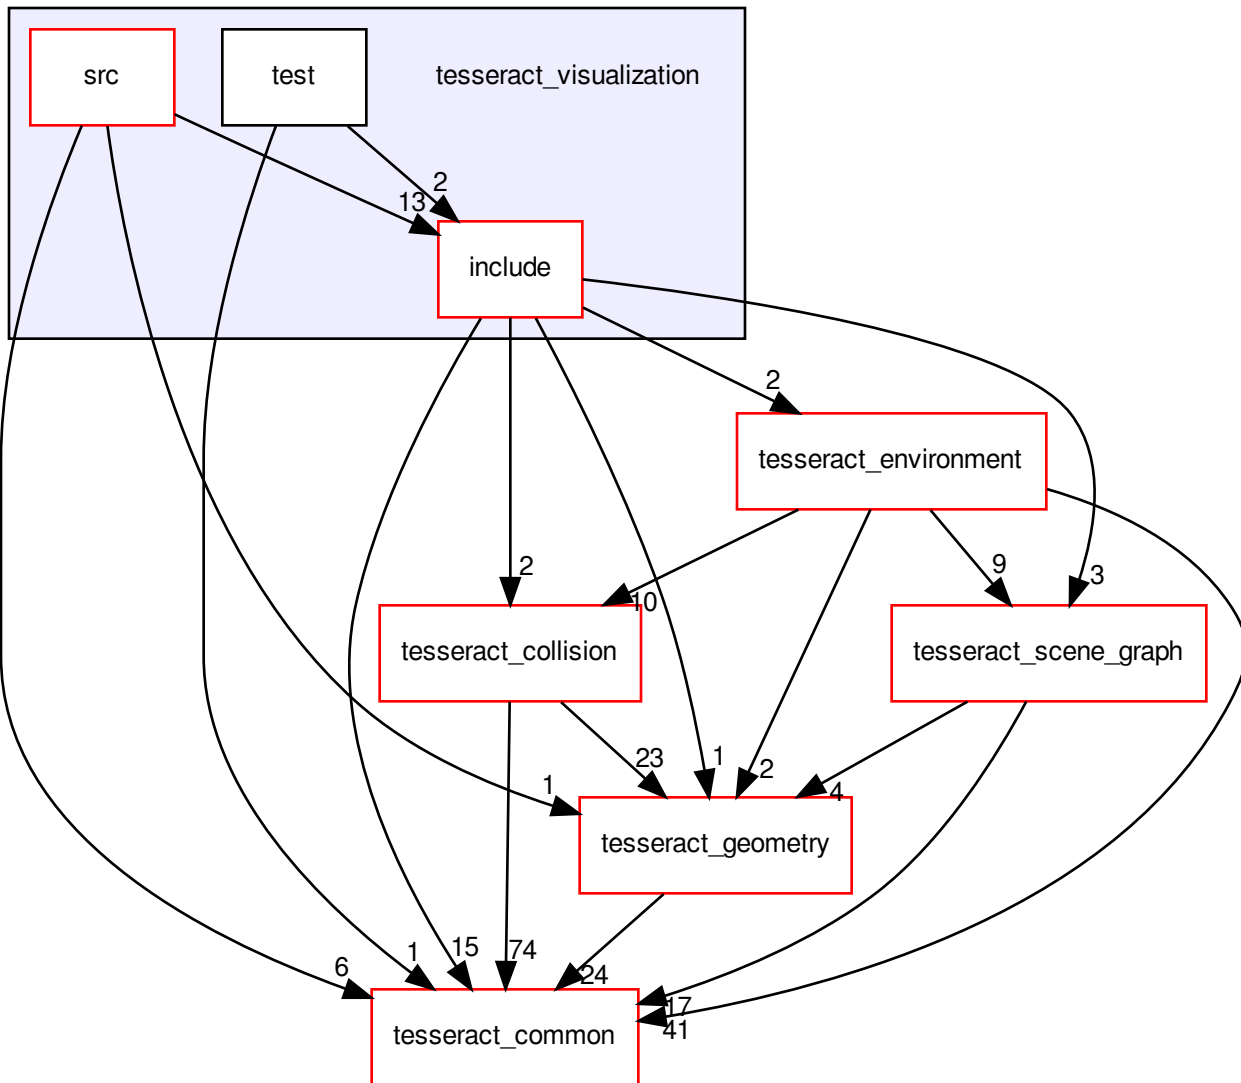 src
test
tesseract_visualization
13
2
include
2
tesseract_environment
2
10
9
3
tesseract_collision
tesseract_scene_graph
1
23
1
2
4
tesseract_geometry
6
1
15
74
24
17
41
tesseract_common